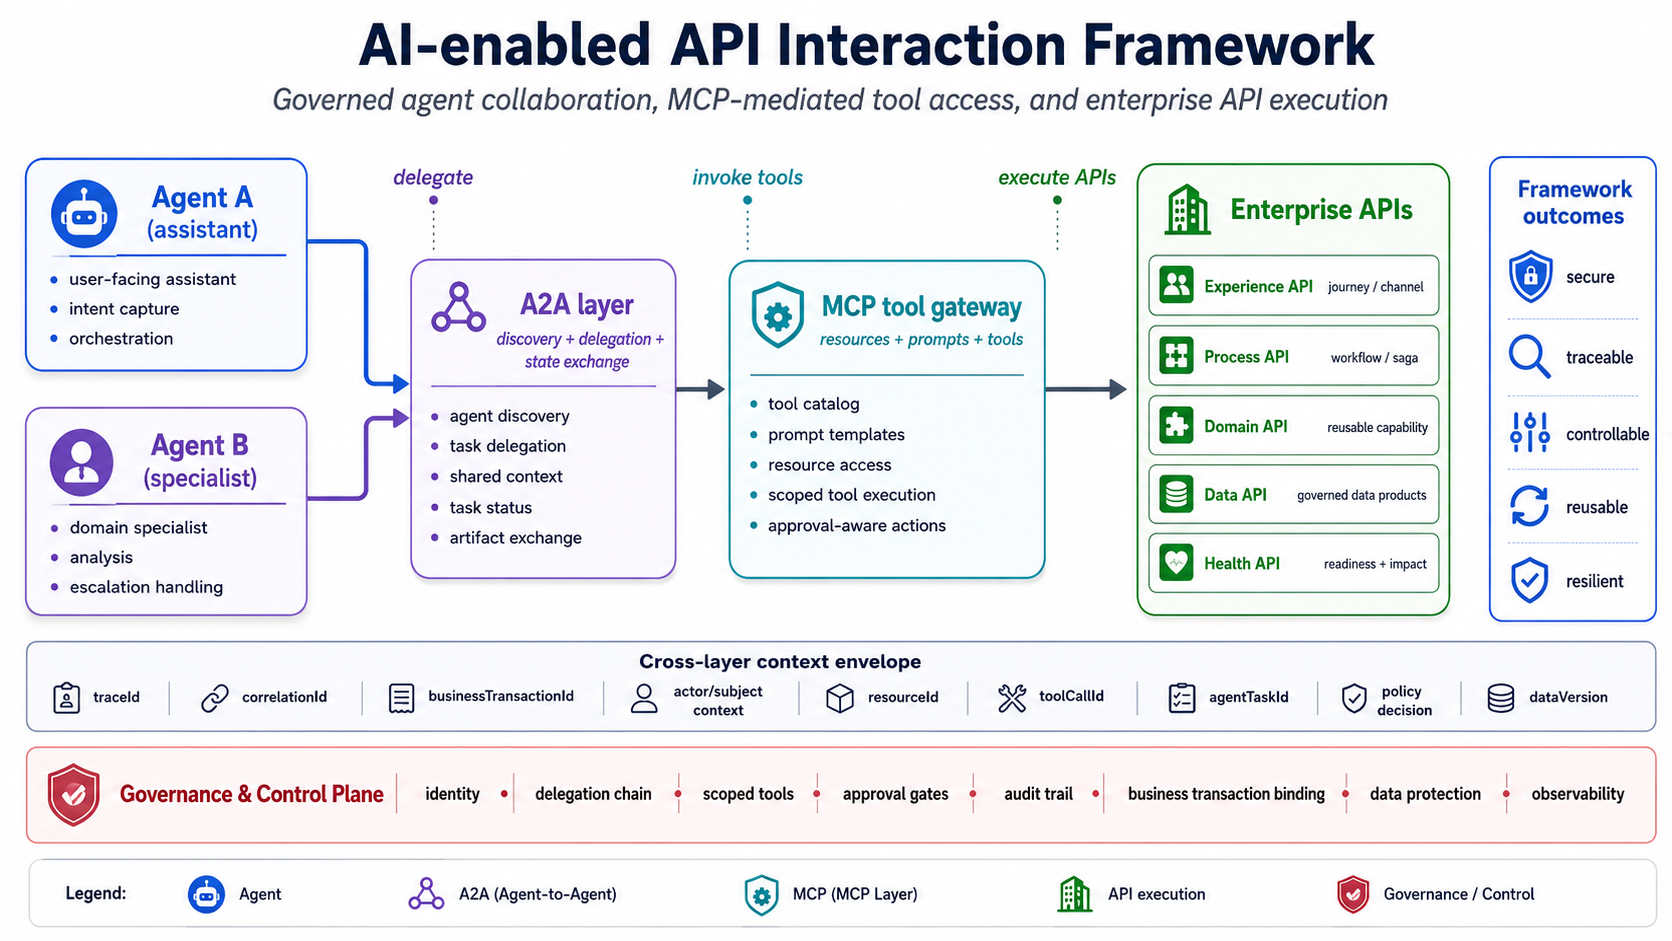 AI-enabled API Interaction Framework
Governed agent collaboration, MCP-mediated tool access, and enterprise API execution
Agent A
(assistant)
• user-facing assistant
• intent capture
• orchestration
Agent B
(specialist)
• domain specialist
• analysis
• escalation handling
delegate
A2A layer
discovery + delegation +
state exchange
• agent discovery
• task delegation
• shared context
• task status
• artifact exchange
invoke tools
MCP tool gateway
resources + prompts + tools
• tool catalog
• prompt templates
• resource access
• scoped tool execution
• approval-aware actions
execute APIs
Enterprise APIs
Experience API journey / channel
Process API workflow / saga
Domain API reusable capability
Data API governed data products
Health API readiness + impact
Framework
outcomes
secure
traceable
controllable
reusable
resilient
Cross-layer context envelope
traceId
correlationId
businessTransactionId
actor/subject
context
resourceId
toolCallId
agentTaskId
policy
decision
dataVersion
Governance & Control Plane identity • delegation chain • scoped tools • approval gates • audit trail • business transaction binding • data protection • observability
Legend: Agent A2A (Agent-to-Agent) MCP (MCP Layer) API execution Governance / Control